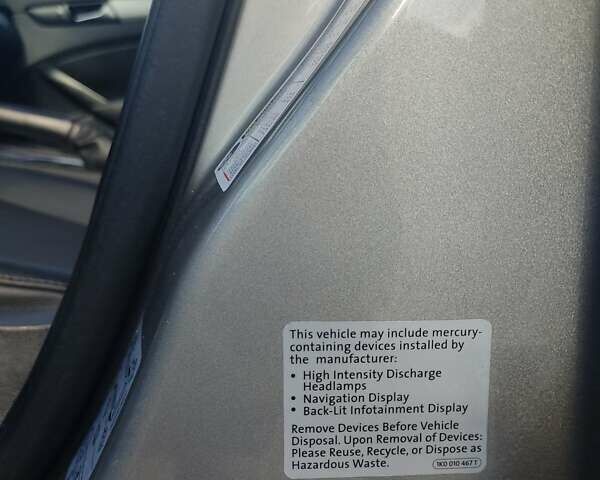 This vehicle may include mercury-
containing devices installed by
the manufacturer:
• High Intensity Discharge
Headlamps
• Navigation Display
• Back-Lit Infotainment Display
Remove Devices Before Vehicle
Disposal. Upon Removal of Devices:
Please Reuse, Recycle, or Dispose as
Hazardous Waste.
1K0 010 467 T